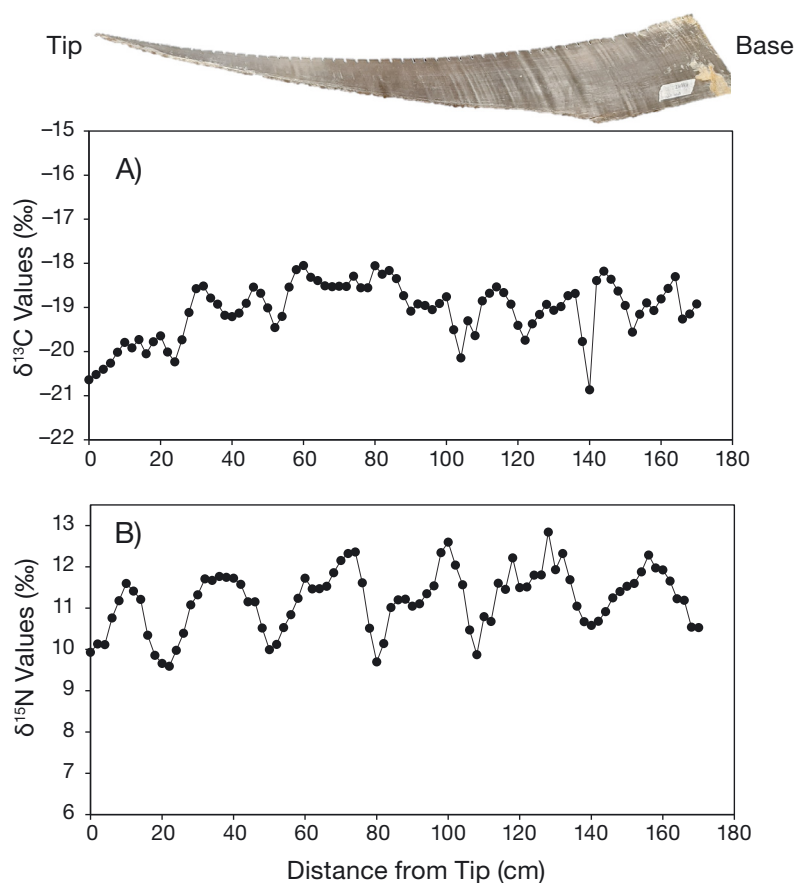 Tip
Base
A)
δ¹³C Values (‰)
−15
−16
−17
−18
−19
−20
−21
−22
0 20 40 60 80 100 120 140 160 180
B)
δ¹⁵N Values (‰)
13
12
11
10
9
8
7
6
0 20 40 60 80 100 120 140 160 180
Distance from Tip (cm)